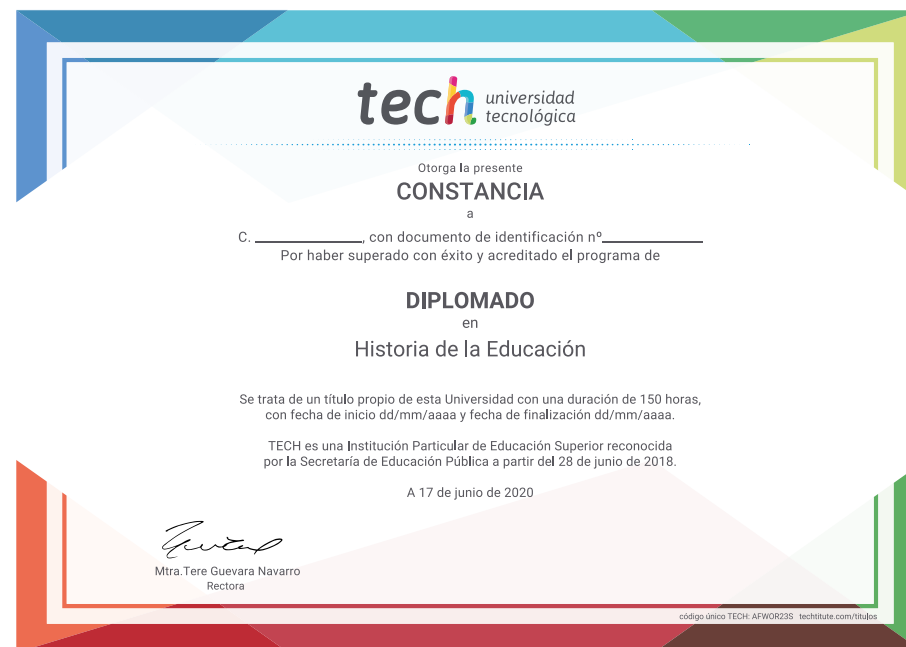 tech universidad
tecnológica
Otorga la presente
CONSTANCIA
a
C. ____________, con documento de identificación nº____________
Por haber superado con éxito y acreditado el programa de
DIPLOMADO
en
Historia de la Educación
Se trata de un título propio de esta Universidad con una duración de 150 horas,
con fecha de inicio dd/mm/aaaa y fecha de finalización dd/mm/aaaa.
TECH es una Institución Particular de Educación Superior reconocida
por la Secretaría de Educación Pública a partir del 28 de junio de 2018.
A 17 de junio de 2020
Mtra.Tere Guevara Navarro
Rectora
código único TECH: AFWOR23S techtitute.com/titulos